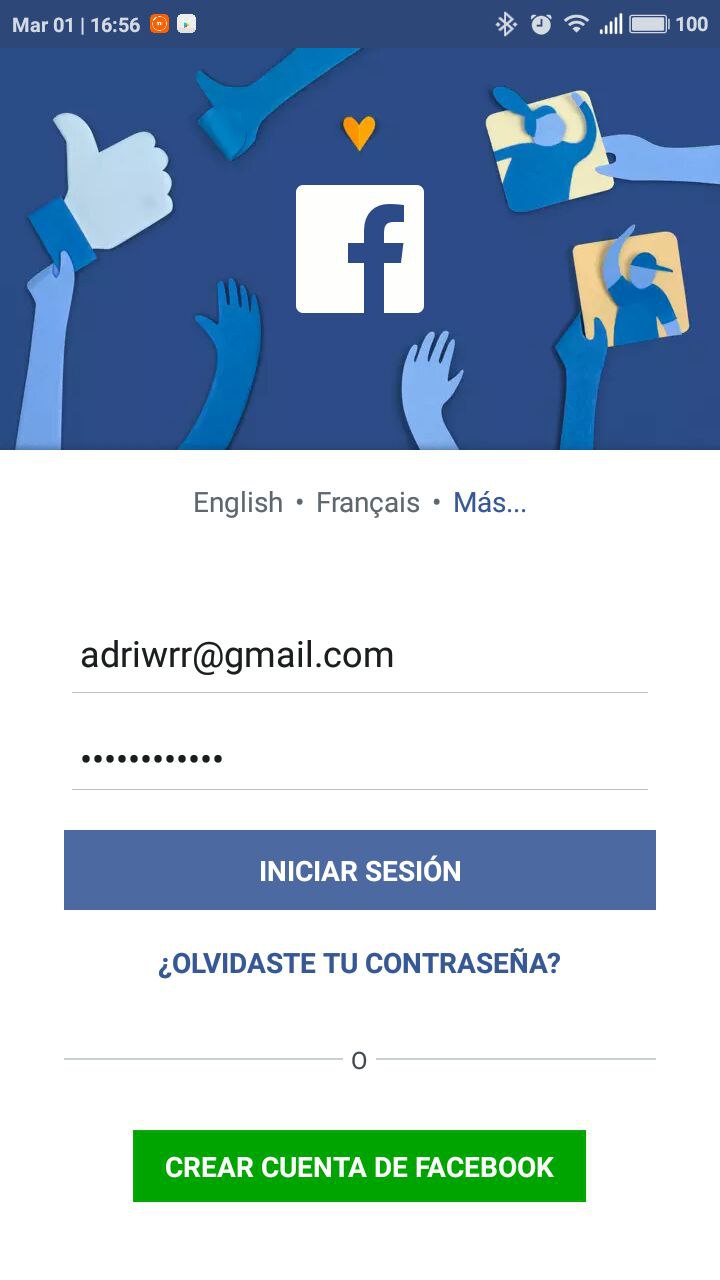 Mar 01 | 16:56 100
English • Français • Más...
adriwrr@gmail.com
••••••••••••
INICIAR SESIÓN
¿OLVIDASTE TU CONTRASEÑA?
O
CREAR CUENTA DE FACEBOOK